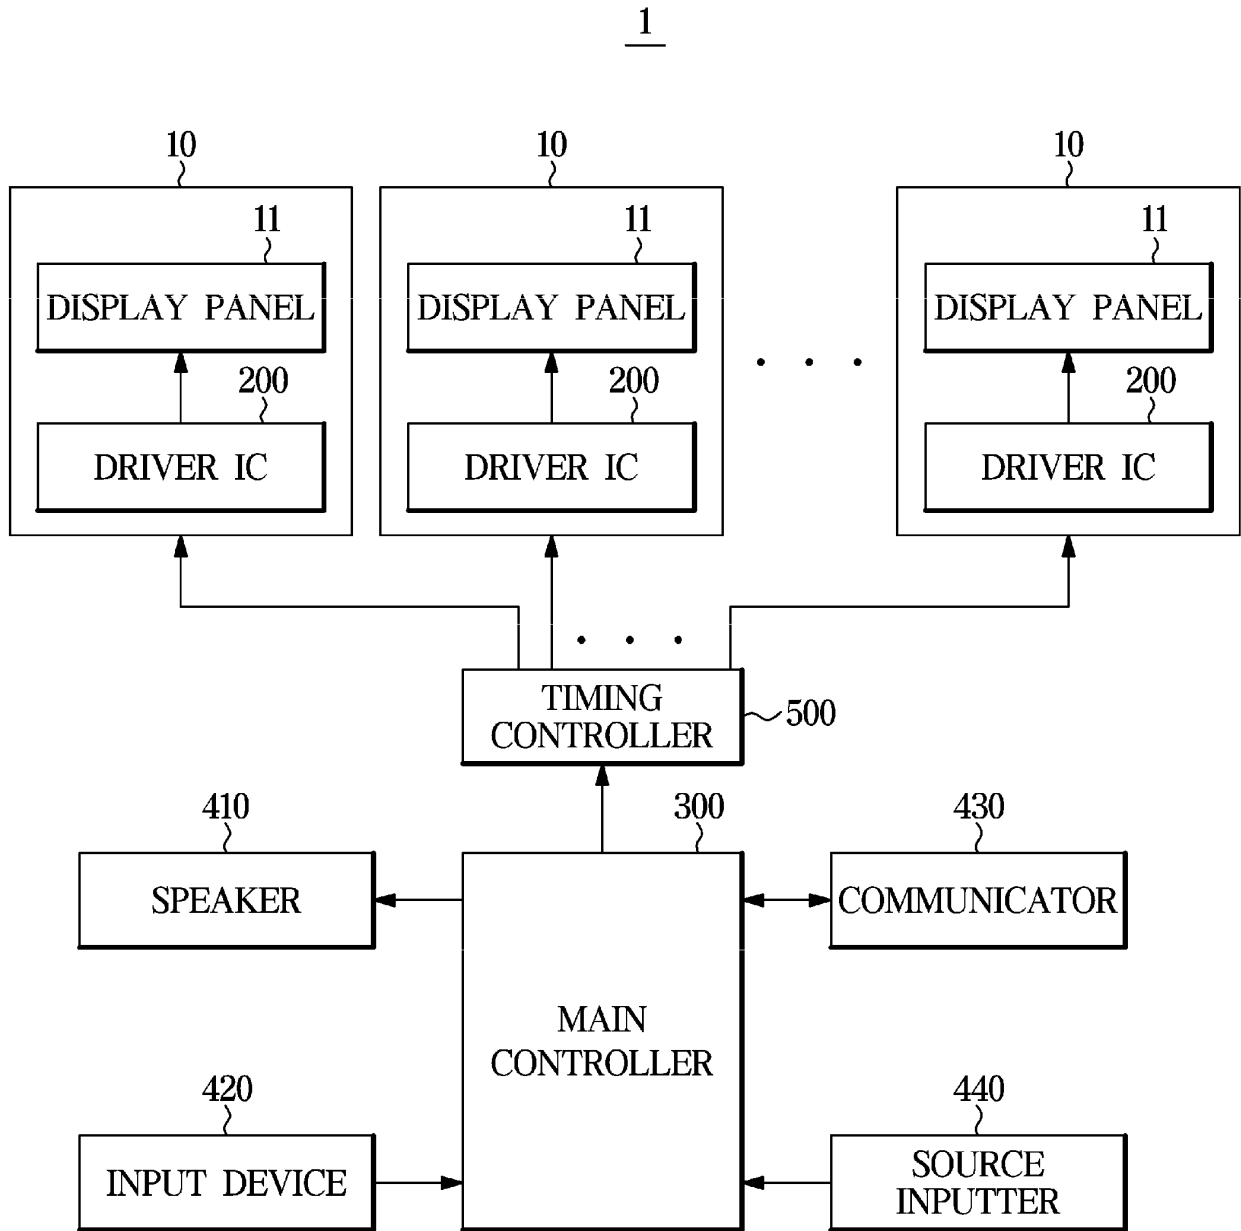 1
10 10 10
11 11 11
DISPLAY PANEL DISPLAY PANEL DISPLAY PANEL
. . .
200 200 200
DRIVER IC DRIVER IC DRIVER IC
. . .
TIMING
CONTROLLER
500
410 300 430
SPEAKER COMMUNICATOR
MAIN
CONTROLLER
420 440
INPUT DEVICE
SOURCE
INPUTTER